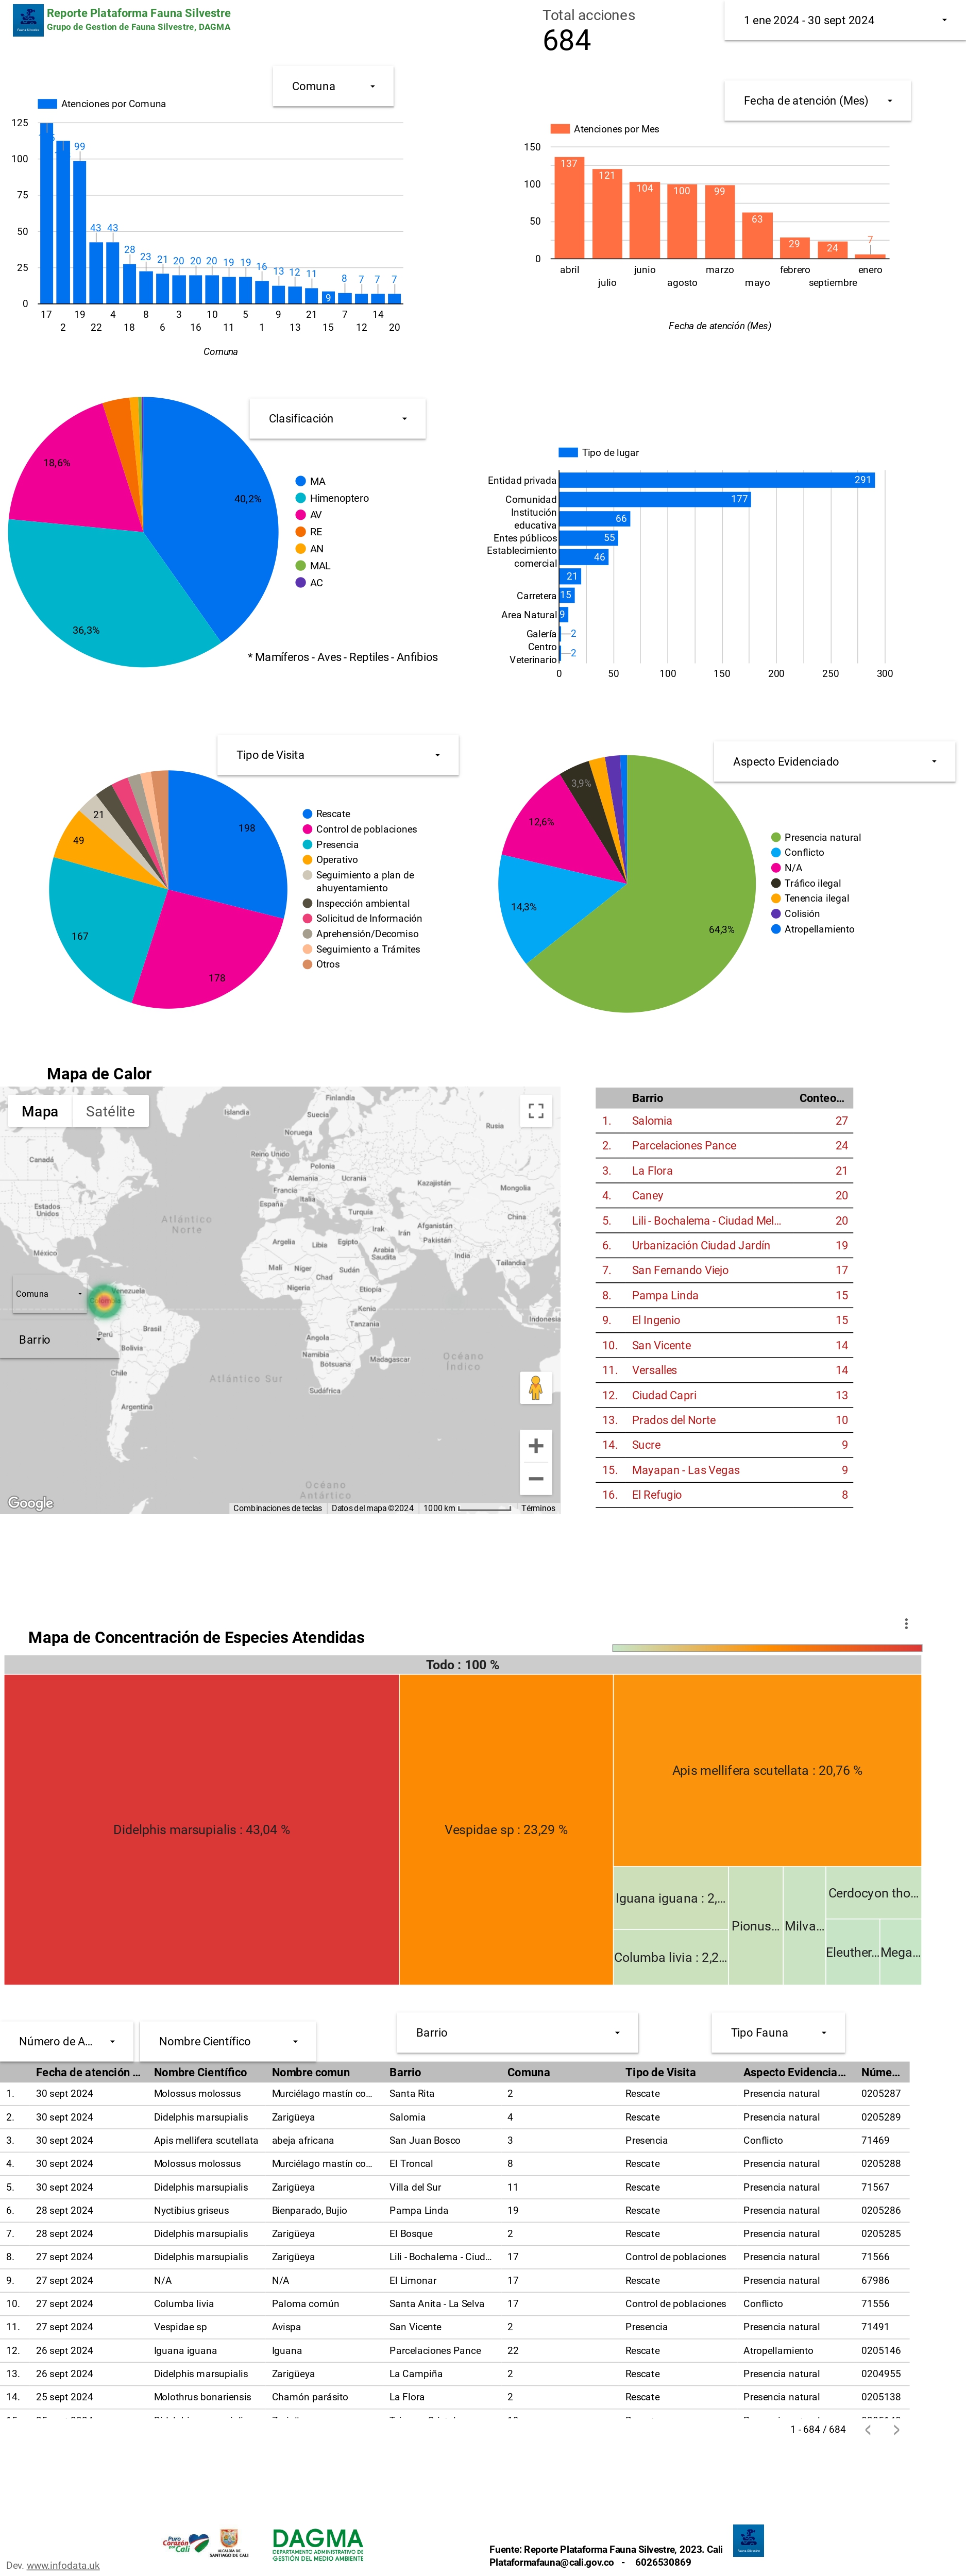 Reporte Plataforma Fauna Silvestre
Grupo de Gestion de Fauna Silvestre, DAGMA
Total acciones
684
1 ene 2024 - 30 sept 2024
Comuna
Atenciones por Comuna
125
100
75
50
25
0
99
43 43
28
23 21 20 20 20 19 19 16 13 12 11
9
8 7 7 7
17 19 4 8 3 10 5 9 21 7 14
2 22 18 6 16 11 1 13 15 12 20
Comuna
Fecha de atención (Mes)
Atenciones por Mes
150
100
50
0
137 121 104 100 99 63 29 24 7
abril junio marzo febrero enero
julio agosto mayo septiembre
Fecha de atención (Mes)
Clasificación
18,6%
40,2%
36,3%
MA
Himenoptero
AV
RE
AN
MAL
AC
* Mamíferos - Aves - Reptiles - Anfibios
Tipo de lugar
Entidad privada 291
Comunidad 177
Institución educativa 66
Entes públicos 55
Establecimiento comercial 46
21
Carretera 15
Area Natural 9
Galería 2
Centro Veterinario 2
0 50 100 150 200 250 300
Tipo de Visita
198
178
167
49
21
Rescate
Control de poblaciones
Presencia
Operativo
Seguimiento a plan de
ahuyentamiento
Inspección ambiental
Solicitud de Información
Aprehensión/Decomiso
Seguimiento a Trámites
Otros
Aspecto Evidenciado
3,9%
12,6%
14,3%
64,3%
Presencia natural
Conflicto
N/A
Tráfico ilegal
Tenencia ilegal
Colisión
Atropellamiento
Mapa de Calor
Mapa Satélite
Finlandia
Islandia
Suecia
Rusia
Noruega
Reino Unido
Canadá
Polonia
Alemania
Ucrania
Francia
Kazajistán
Mongolia
Italia
España
Estados
Unidos
Turquía
China
Atlántico
Norte
Afganistán
Irak
Irán
Argelia
Libia
Egipto
Pakistán
Arabia
Saudita
México
India
Malí
Níger
Sudán
Tailandia
Chad
Nigeria
Etiopia
Venezuela
Comuna
Kenia
Indonesia
Tanzania
Barrio
Perú
Brasil
Angola
Bolivia
Namibia
Madagascar
Botsuana
Océano
Índico
Chile
Atlántico Sur
Sudáfrica
Argentina
Océano
Antártico
Google
Combinaciones de teclas Datos del mapa ©2024 1000 km Términos
Barrio Conteo...
1. Salomia 27
2. Parcelaciones Pance 24
3. La Flora 21
4. Caney 20
5. Lili - Bochalema - Ciudad Mel... 20
6. Urbanización Ciudad Jardín 19
7. San Fernando Viejo 17
8. Pampa Linda 15
9. El Ingenio 15
10. San Vicente 14
11. Versalles 14
12. Ciudad Capri 13
13. Prados del Norte 10
14. Sucre 9
15. Mayapan - Las Vegas 9
16. El Refugio 8
Mapa de Concentración de Especies Atendidas
Todo : 100 %
Didelphis marsupialis : 43,04 %
Vespidae sp : 23,29 %
Apis mellifera scutellata : 20,76 %
Iguana iguana : 2,...
Columba livia : 2,2...
Pionus...
Milva...
Cerdocyon tho...
Eleuther...
Mega...
Número de A...
Nombre Científico
Barrio
Tipo Fauna
Fecha de atención ... Nombre Científico Nombre comun Barrio Comuna Tipo de Visita Aspecto Evidencia... Núme...
1. 30 sept 2024 Molossus molossus Murciélago mastín co... Santa Rita 2 Rescate Presencia natural 0205287
2. 30 sept 2024 Didelphis marsupialis Zarigüeya Salomia 4 Rescate Presencia natural 0205289
3. 30 sept 2024 Apis mellifera scutellata abeja africana San Juan Bosco 3 Presencia Conflicto 71469
4. 30 sept 2024 Molossus molossus Murciélago mastín co... El Troncal 8 Rescate Presencia natural 0205288
5. 30 sept 2024 Didelphis marsupialis Zarigüeya Villa del Sur 11 Rescate Presencia natural 71567
6. 28 sept 2024 Nyctibius griseus Bienparado, Bujio Pampa Linda 19 Rescate Presencia natural 0205286
7. 28 sept 2024 Didelphis marsupialis Zarigüeya El Bosque 2 Rescate Presencia natural 0205285
8. 27 sept 2024 Didelphis marsupialis Zarigüeya Lili - Bochalema - Ciud... 17 Control de poblaciones Presencia natural 71566
9. 27 sept 2024 N/A N/A El Limonar 17 Rescate Presencia natural 67986
10. 27 sept 2024 Columba livia Paloma común Santa Anita - La Selva 17 Control de poblaciones Conflicto 71556
11. 27 sept 2024 Vespidae sp Avispa San Vicente 2 Presencia Presencia natural 71491
12. 26 sept 2024 Iguana iguana Iguana Parcelaciones Pance 22 Rescate Atropellamiento 0205146
13. 26 sept 2024 Didelphis marsupialis Zarigüeya La Campiña 2 Rescate Presencia natural 0204955
14. 25 sept 2024 Molothrus bonariensis Chamón parásito La Flora 2 Rescate Presencia natural 0205138
1 - 684 / 684
Puro
Corazón
por Cali
ALCALDÍA DE
SANTIAGO DE CALI
DAGMA
DEPARTAMENTO ADMINISTRATIVO DE
GESTIÓN DEL MEDIO AMBIENTE
Fuente: Reporte Plataforma Fauna Silvestre, 2023. Cali
Plataformafauna@cali.gov.co - 6026530869
Dev. www.infodata.uk